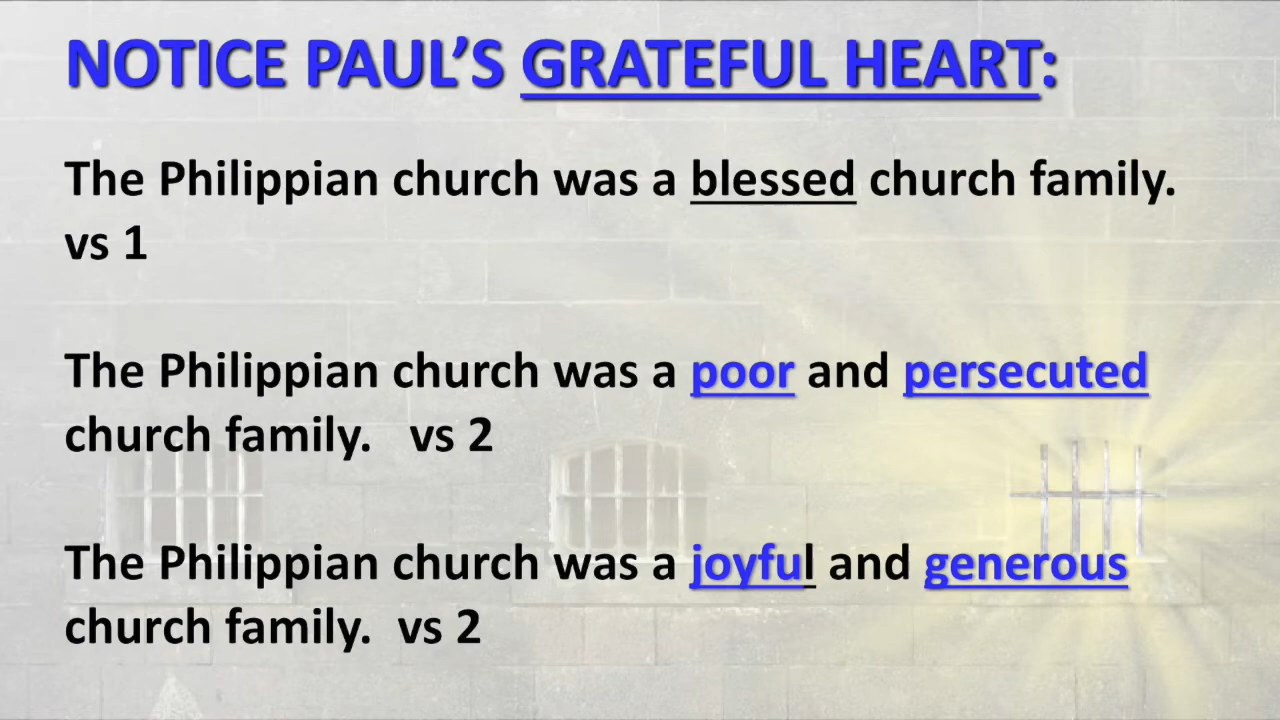 NOTICE PAUL’S GRATEFUL HEART:
The Philippian church was a blessed church family.
vs 1
The Philippian church was a poor and persecuted
church family.   vs 2
The Philippian church was a joyful and generous
church family.  vs 2